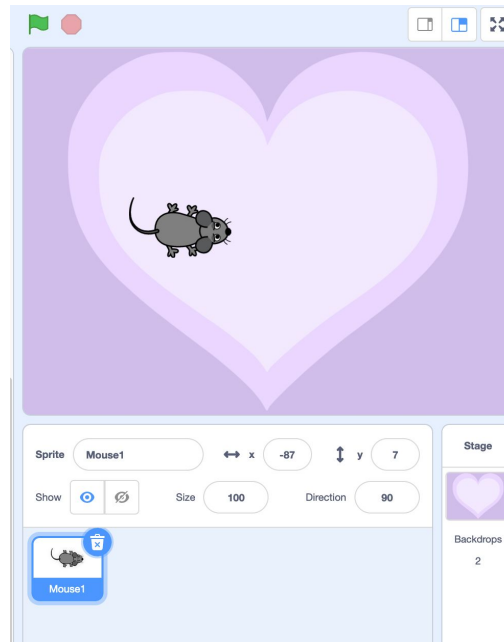 Sprite Mouse1 x -87 y 7
Show Size 100 Direction 90
Mouse1
Stage
Backdrops
2